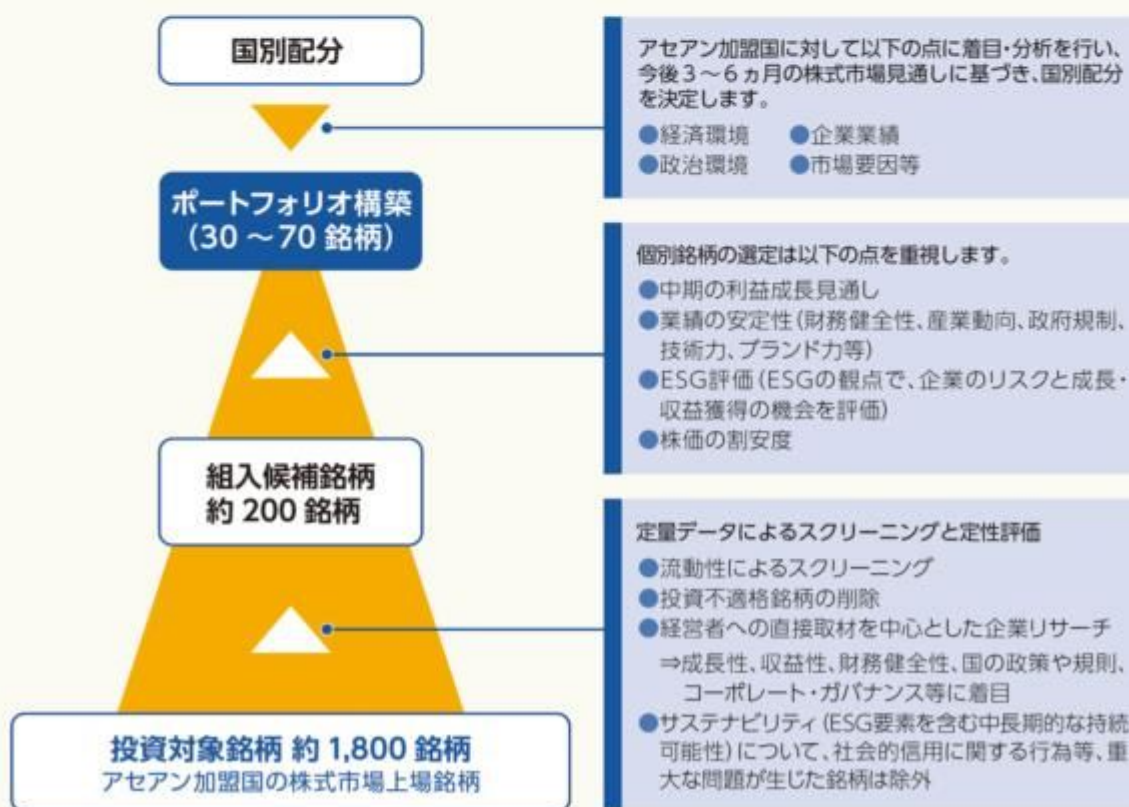 国別配分
アセアン加盟国に対して以下の点に着目・分析を行い、
今後3～6ヵ月の株式市場見通しに基づき、国別配分
を決定します。
●経済環境 ●企業業績
●政治環境 ●市場要因等
ポートフォリオ構築
(30～70 銘柄)
個別銘柄の選定は以下の点を重視します。
●中期の利益成長見通し
●業績の安定性(財務健全性、産業動向、政府規制、
技術力、ブランド力等)
●ESG評価(ESGの観点で、企業のリスクと成長・
収益獲得の機会を評価)
●株価の割安度
組入候補銘柄
約 200 銘柄
定量データによるスクリーニングと定性評価
●流動性によるスクリーニング
●投資不適格銘柄の削除
●経営者への直接取材を中心とした企業リサーチ
⇒成長性、収益性、財務健全性、国の政策や規則、
コーポレート・ガバナンス等に着目
●サステナビリティ(ESG要素を含む中長期的な持続
可能性)について、社会的信用に関する行為等、重
大な問題が生じた銘柄は除外
投資対象銘柄 約 1,800 銘柄
アセアン加盟国の株式市場上場銘柄